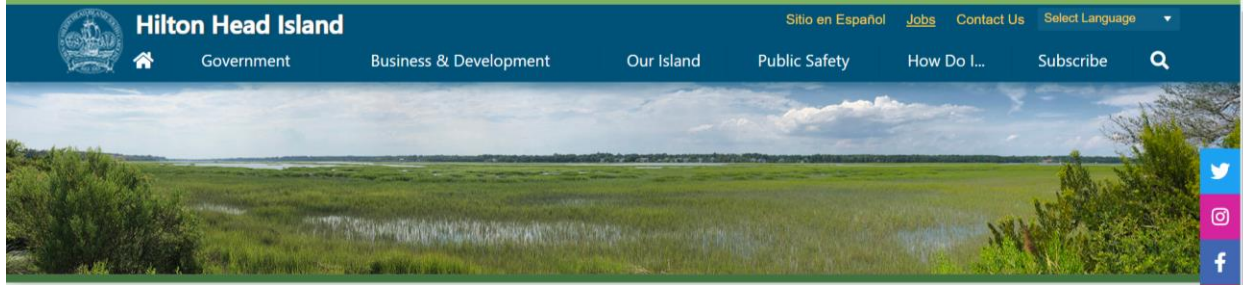 Hilton Head Island
Sitio en Español Jobs Contact Us Select Language
Government Business & Development Our Island Public Safety How Do I... Subscribe